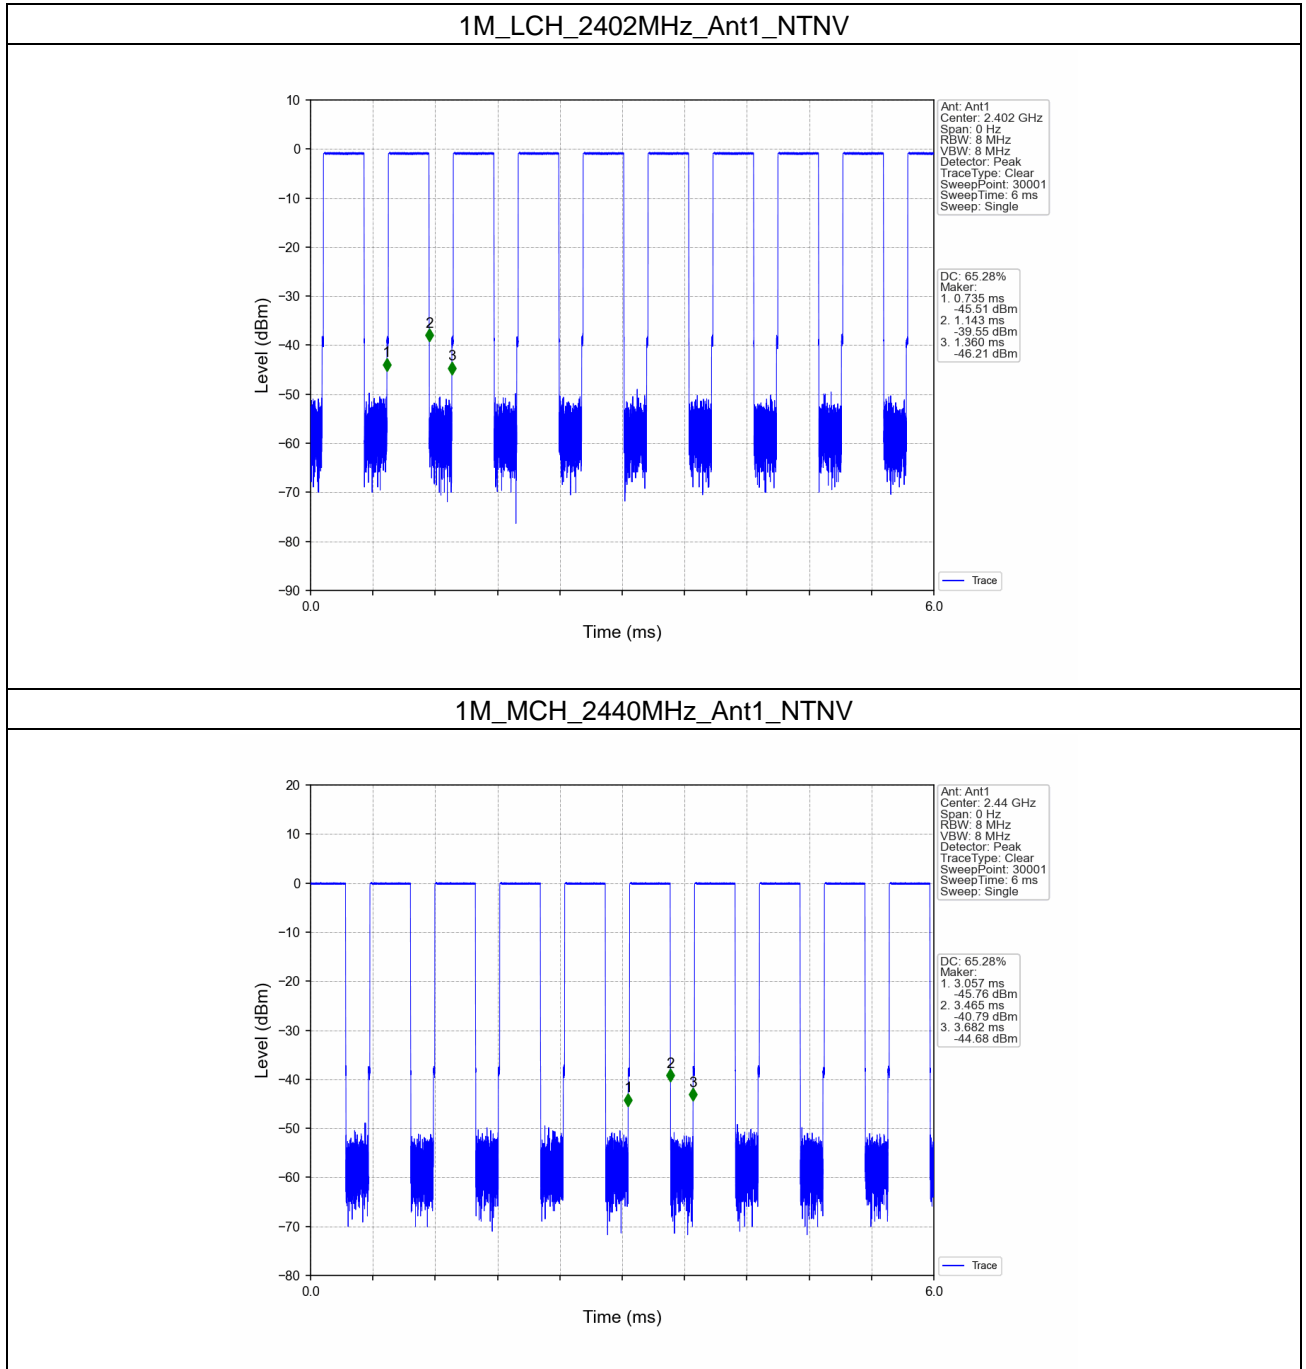 1M_LCH_2402MHz_Ant1_NTNV
10
0
−10
−20
−30
−40
−50
−60
−70
−80
−90
Level (dBm)
0.0
6.0
Time (ms)
1
2
3
Ant: Ant1
Center: 2.402 GHz
Span: 0 Hz
RBW: 8 MHz
VBW: 8 MHz
Detector: Peak
TraceType: Clear
SweepPoint: 30001
SweepTime: 6 ms
Sweep: Single
DC: 65.28%
Maker:
1. 0.735 ms
-45.51 dBm
2. 1.143 ms
-39.55 dBm
3. 1.360 ms
-46.21 dBm
Trace
1M_MCH_2440MHz_Ant1_NTNV
20
10
0
−10
−20
−30
−40
−50
−60
−70
−80
Level (dBm)
0.0
6.0
Time (ms)
1
2
3
Ant: Ant1
Center: 2.44 GHz
Span: 0 Hz
RBW: 8 MHz
VBW: 8 MHz
Detector: Peak
TraceType: Clear
SweepPoint: 30001
SweepTime: 6 ms
Sweep: Single
DC: 65.28%
Maker:
1. 3.057 ms
-45.76 dBm
2. 3.465 ms
-40.79 dBm
3. 3.682 ms
-44.68 dBm
Trace